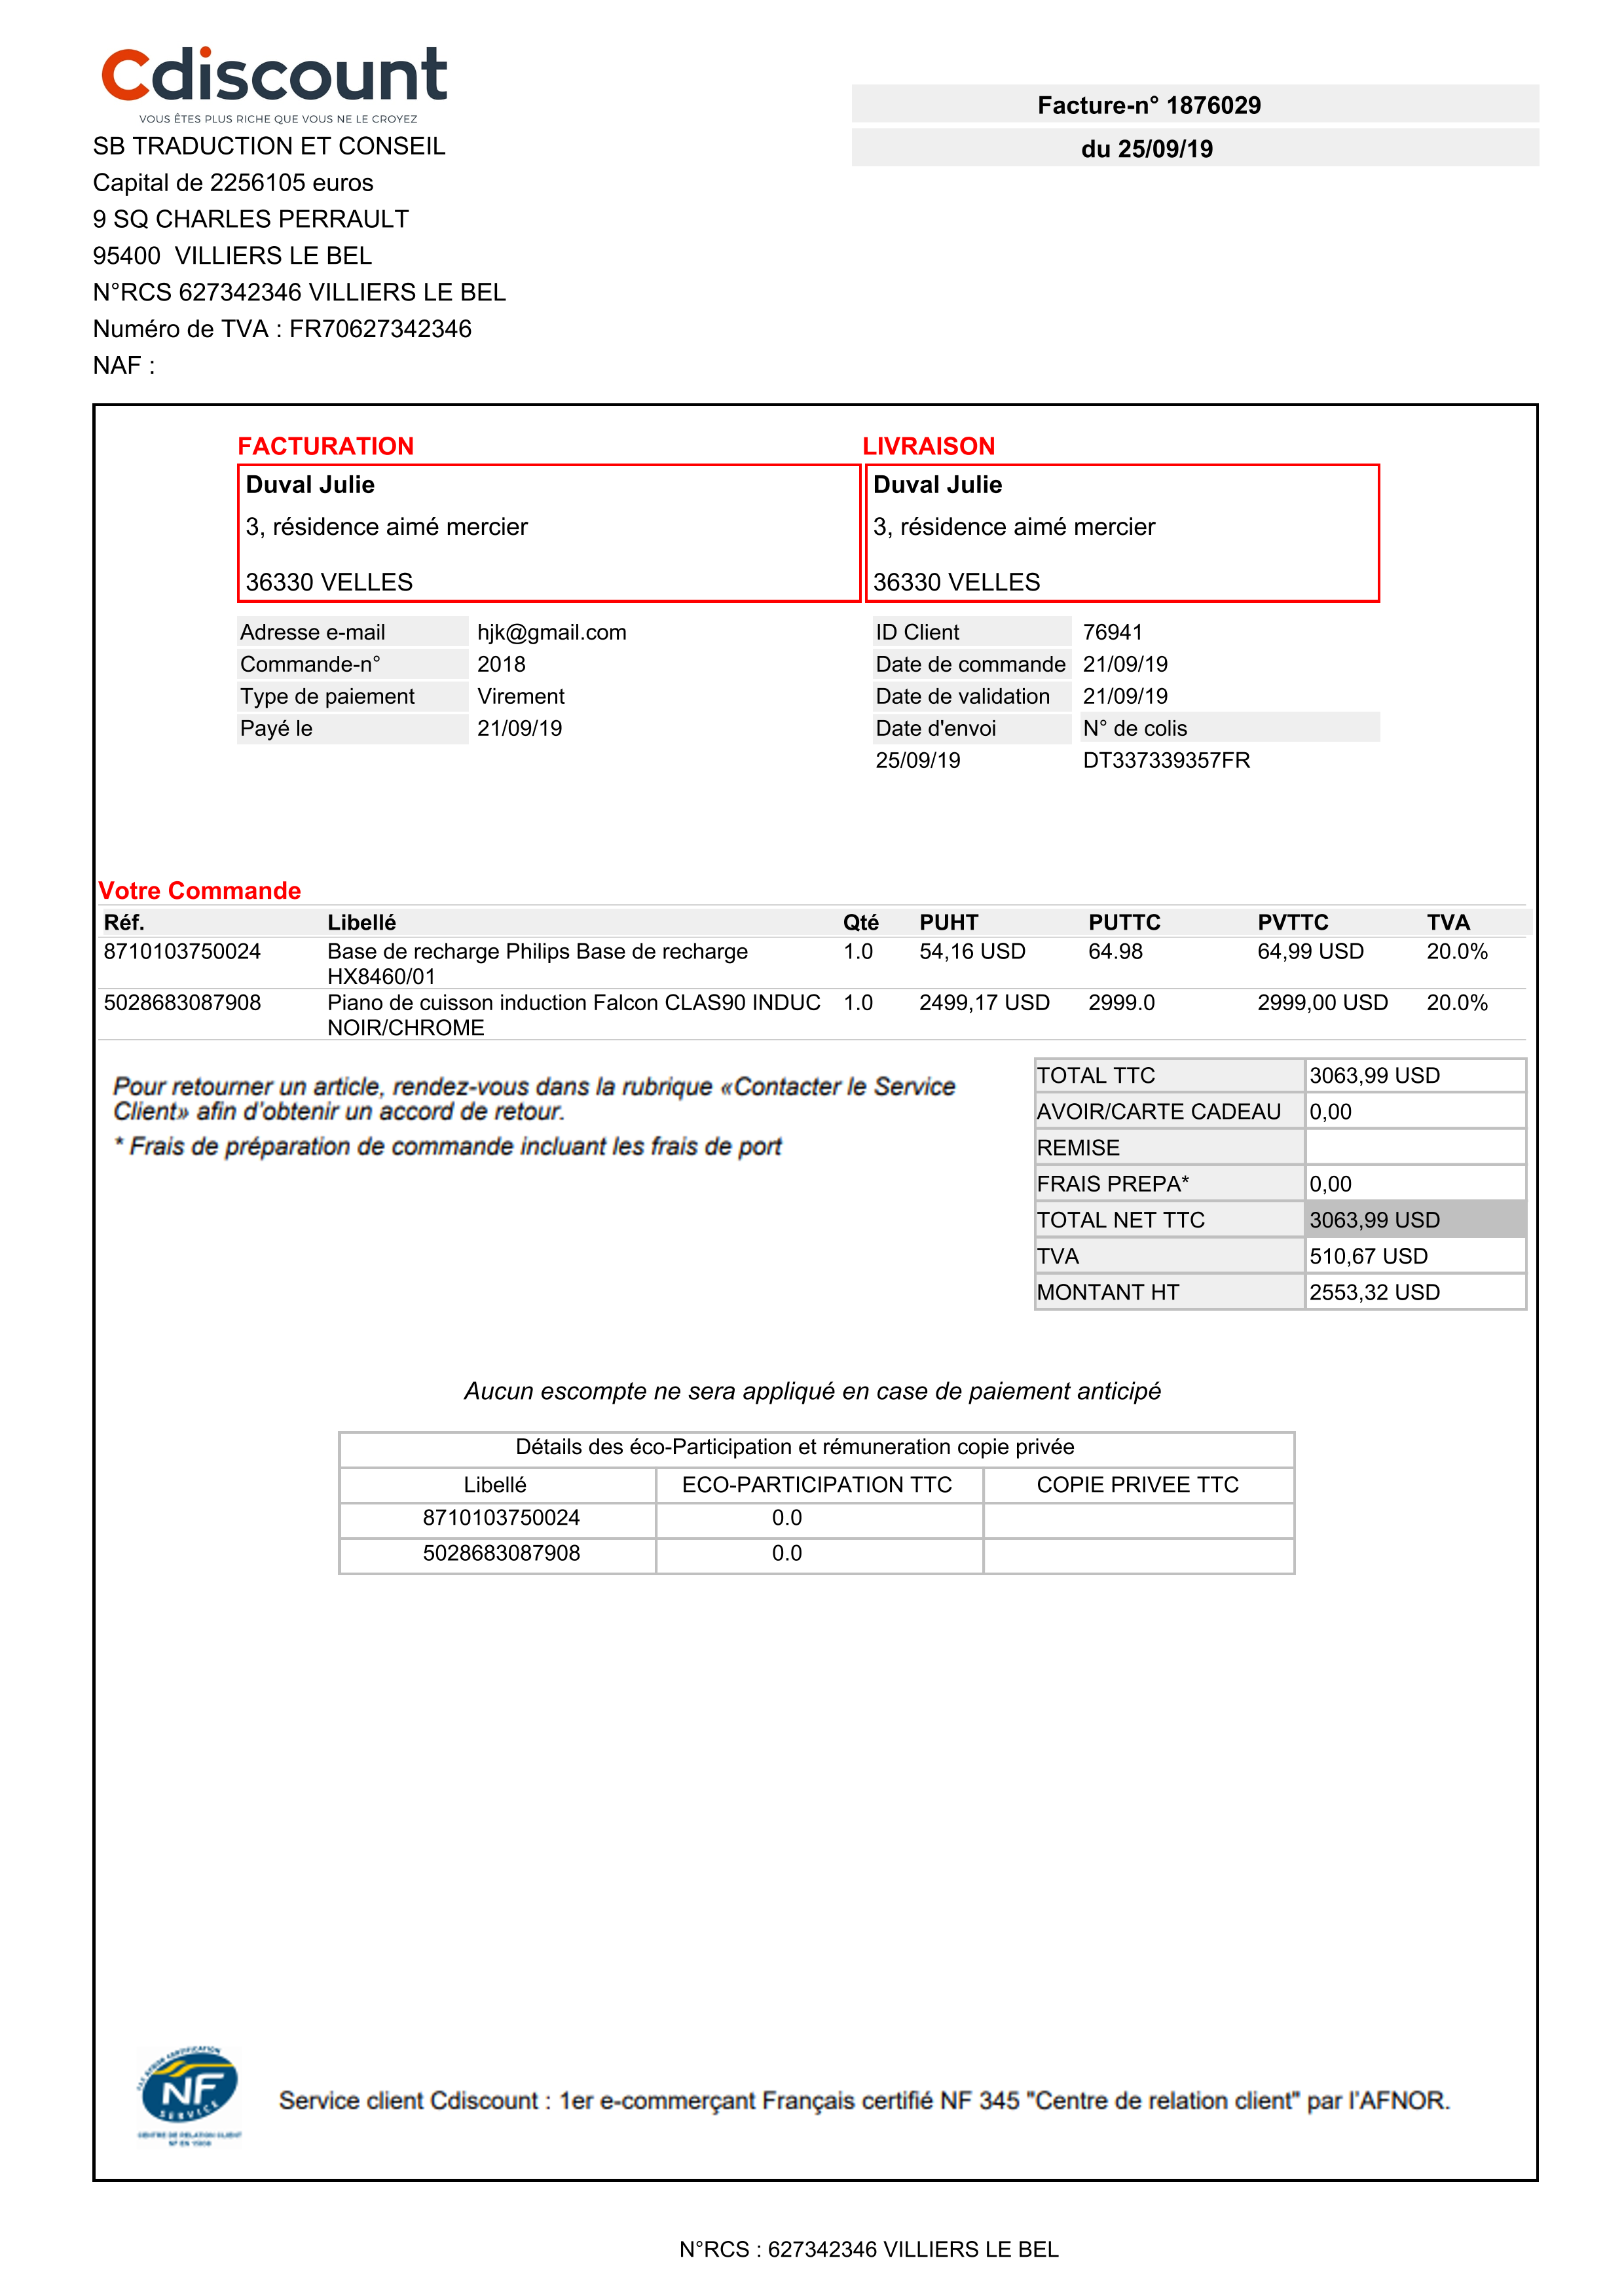 Cdiscount
VOUS ÊTES PLUS RICHE QUE VOUS NE LE CROYEZ
SB TRADUCTION ET CONSEIL
Capital de 2256105 euros
9 SQ CHARLES PERRAULT
95400 VILLIERS LE BEL
N°RCS 627342346 VILLIERS LE BEL
Numéro de TVA : FR70627342346
NAF :
Facture-n° 1876029
du 25/09/19
FACTURATION
Duval Julie
3, résidence aimé mercier
36330 VELLES
LIVRAISON
Duval Julie
3, résidence aimé mercier
36330 VELLES
Adresse e-mail hjk@gmail.com
Commande-n° 2018
Type de paiement Virement
Payé le 21/09/19
ID Client 76941
Date de commande 21/09/19
Date de validation 21/09/19
Date d'envoi N° de colis
25/09/19 DT337339357FR
Votre Commande
Réf. Libellé Qté PUHT PUTTC PVTTC TVA
8710103750024 Base de recharge Philips Base de recharge 1.0 54,16 USD 64.98 64,99 USD 20.0%
HX8460/01
5028683087908 Piano de cuisson induction Falcon CLAS90 INDUC 1.0 2499,17 USD 2999.0 2999,00 USD 20.0%
NOIR/CHROME
Pour retourner un article, rendez-vous dans la rubrique «Contacter le Service
Client» afin d'obtenir un accord de retour.
* Frais de préparation de commande incluant les frais de port
TOTAL TTC 3063,99 USD
AVOIR/CARTE CADEAU 0,00
REMISE
FRAIS PREPA* 0,00
TOTAL NET TTC 3063,99 USD
TVA 510,67 USD
MONTANT HT 2553,32 USD
Aucun escompte ne sera appliqué en case de paiement anticipé
Détails des éco-Participation et rémuneration copie privée
Libellé ECO-PARTICIPATION TTC COPIE PRIVEE TTC
8710103750024 0.0
5028683087908 0.0
NF
SERVICE
CENTRE DE RELATION CLIENT
Service client Cdiscount : 1er e-commerçant Français certifié NF 345 "Centre de relation client" par l'AFNOR.
N°RCS : 627342346 VILLIERS LE BEL